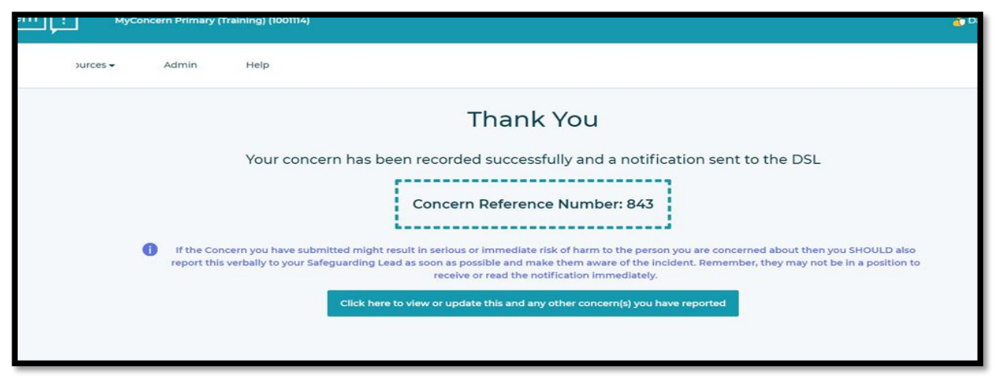 MyConcern Primary (Training) (1001114)
Admin Help
Thank You
Your concern has been recorded successfully and a notification sent to the DSL
Concern Reference Number: 843
If the Concern you have submitted might result in serious or immediate risk of harm to the person you are concerned about then you SHOULD also
report this verbally to your Safeguarding Lead as soon as possible and make them aware of the incident. Remember, they may not be in a position to
receive or read the notification immediately.
Click here to view or update this and any other concern(s) you have reported